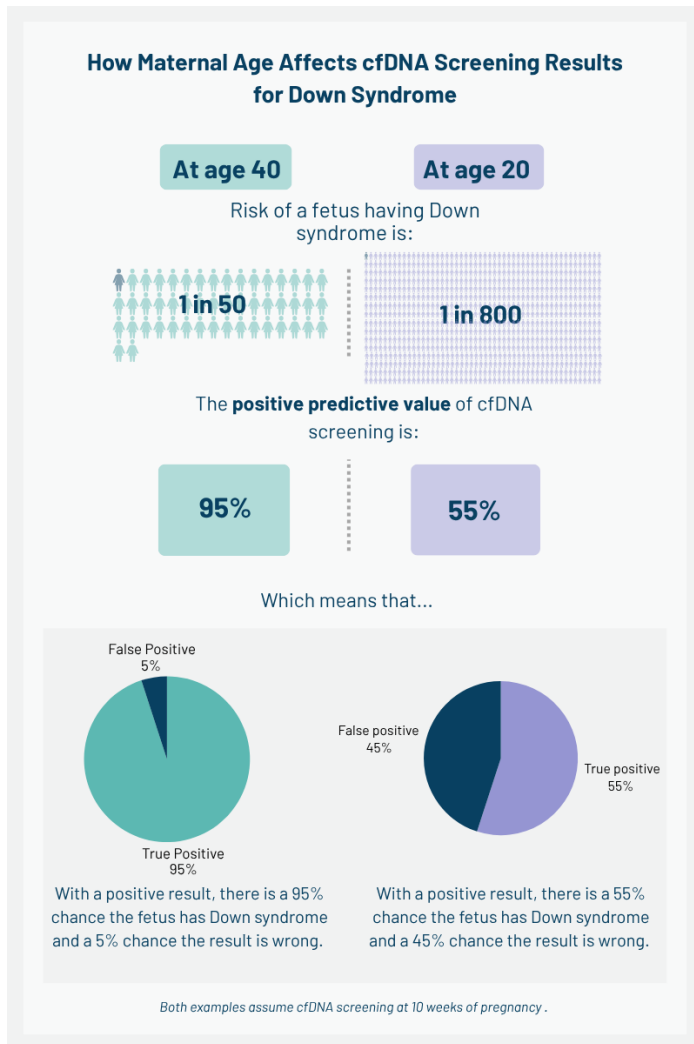 How Maternal Age Affects cfDNA Screening Results
for Down Syndrome
At age 40
At age 20
Risk of a fetus having Down
syndrome is:
1 in 50
1 in 800
The positive predictive value of cfDNA
screening is:
95%
55%
Which means that...
False Positive
5%
True Positive
95%
False positive
45%
True positive
55%
With a positive result, there is a 95%
chance the fetus has Down syndrome
and a 5% chance the result is wrong.
With a positive result, there is a 55%
chance the fetus has Down syndrome
and a 45% chance the result is wrong.
Both examples assume cfDNA screening at 10 weeks of pregnancy .